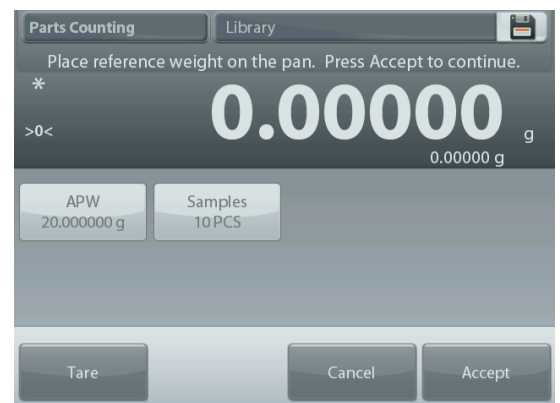 Parts Counting
Library
Place reference weight on the pan. Press Accept to continue.
*
>0<
0.00000 g
0.00000 g
APW
20.000000 g
Samples
10 PCS
Tare
Cancel
Accept